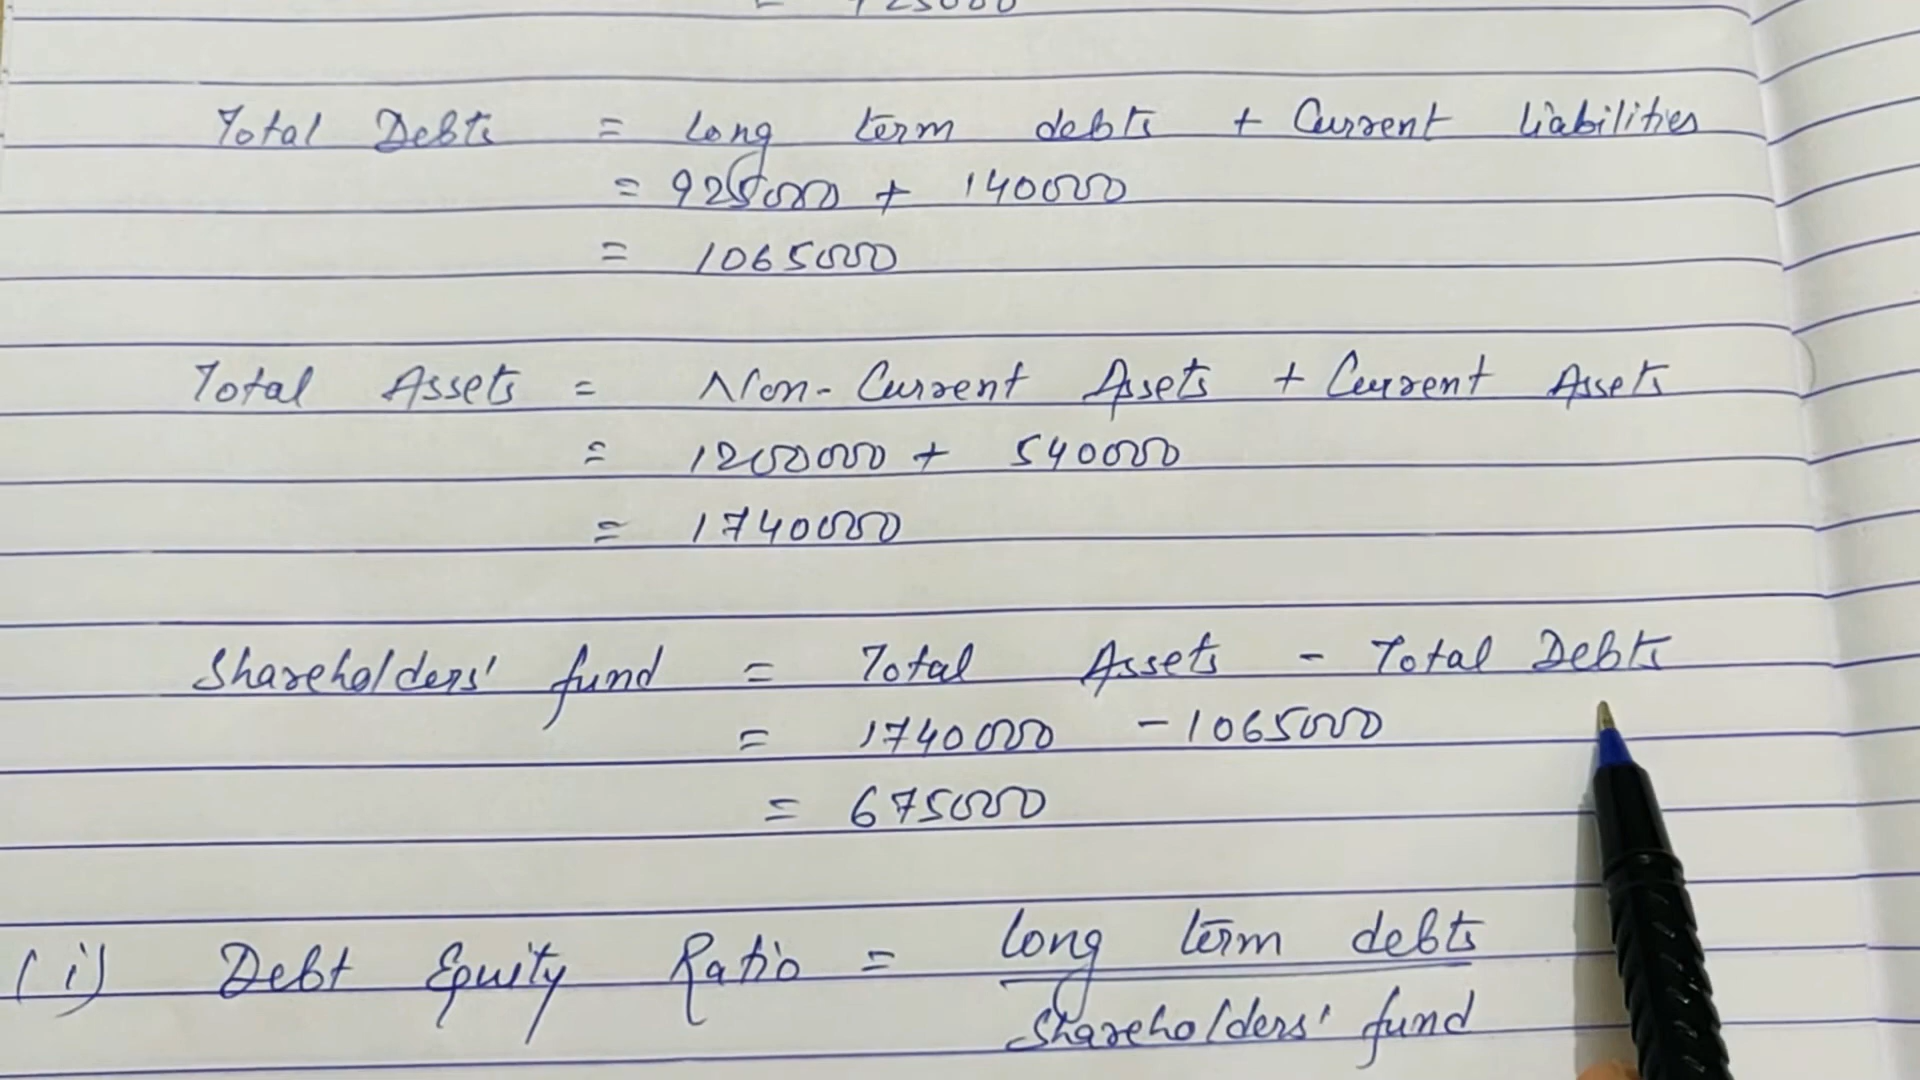 Total Debts = Long term debts + Current liabilities
= 925000 + 140000
= 1065000
Total Assets = Non-Current Assets + Current Assets
= 1200000 + 540000
= 1740000
Shareholders' fund = Total Assets - Total Debts
= 1740000 - 1065000
= 675000
(i) Debt Equity Ratio = Long term debts
Shareholders' fund